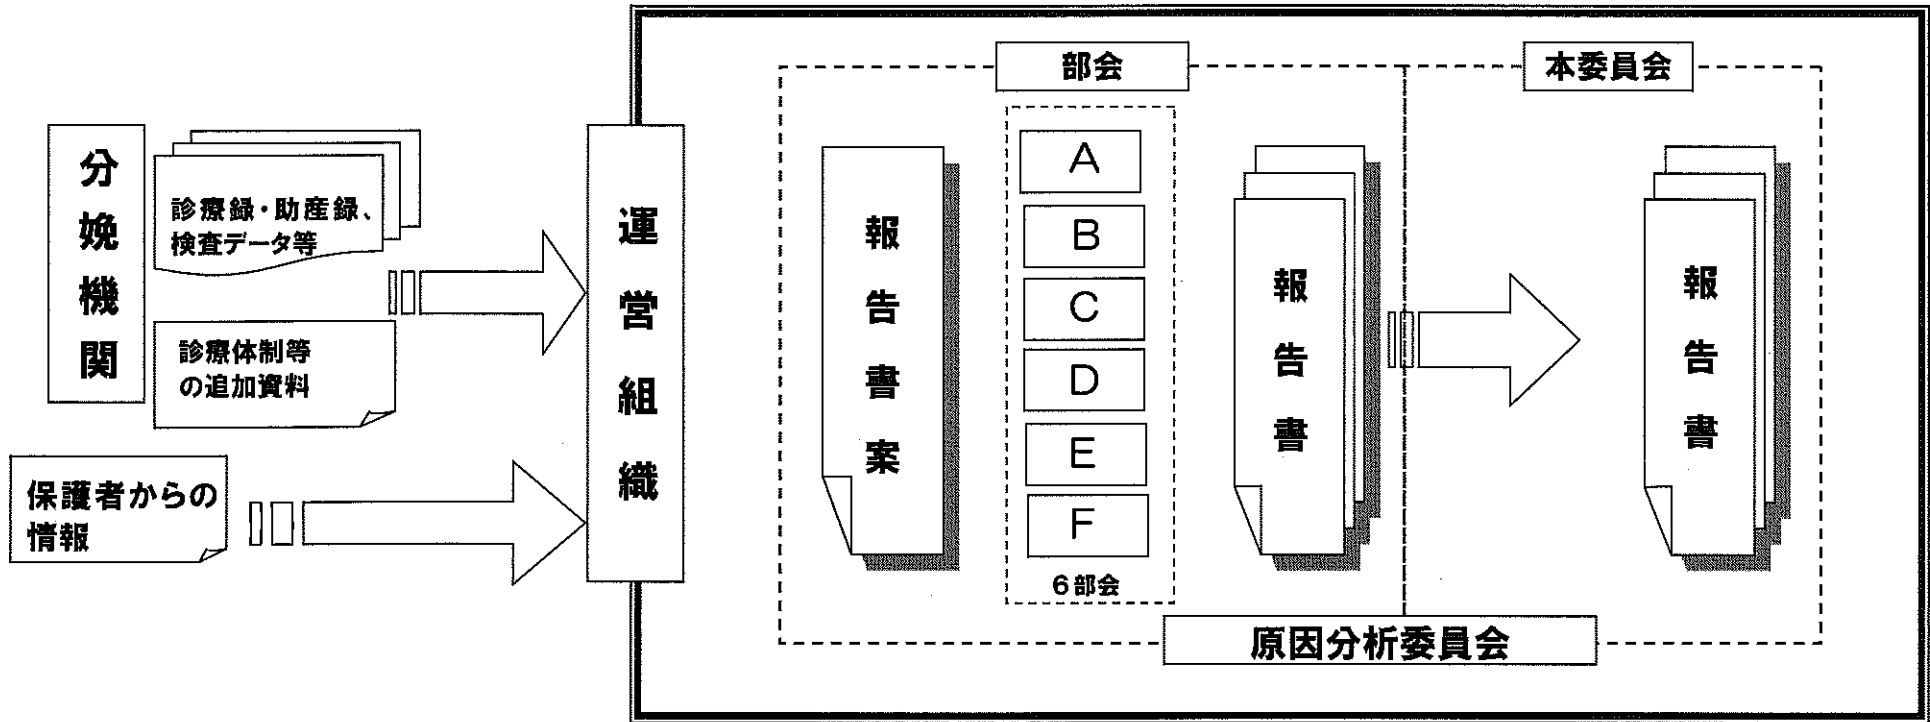 部会
本委員会
分娩機関
診療録・助産録、
検査データ等
診療体制等
の追加資料
保護者からの
情報
運営組織
報告書案
A
B
C
D
E
F
6部会
報告書
報告書
原因分析委員会